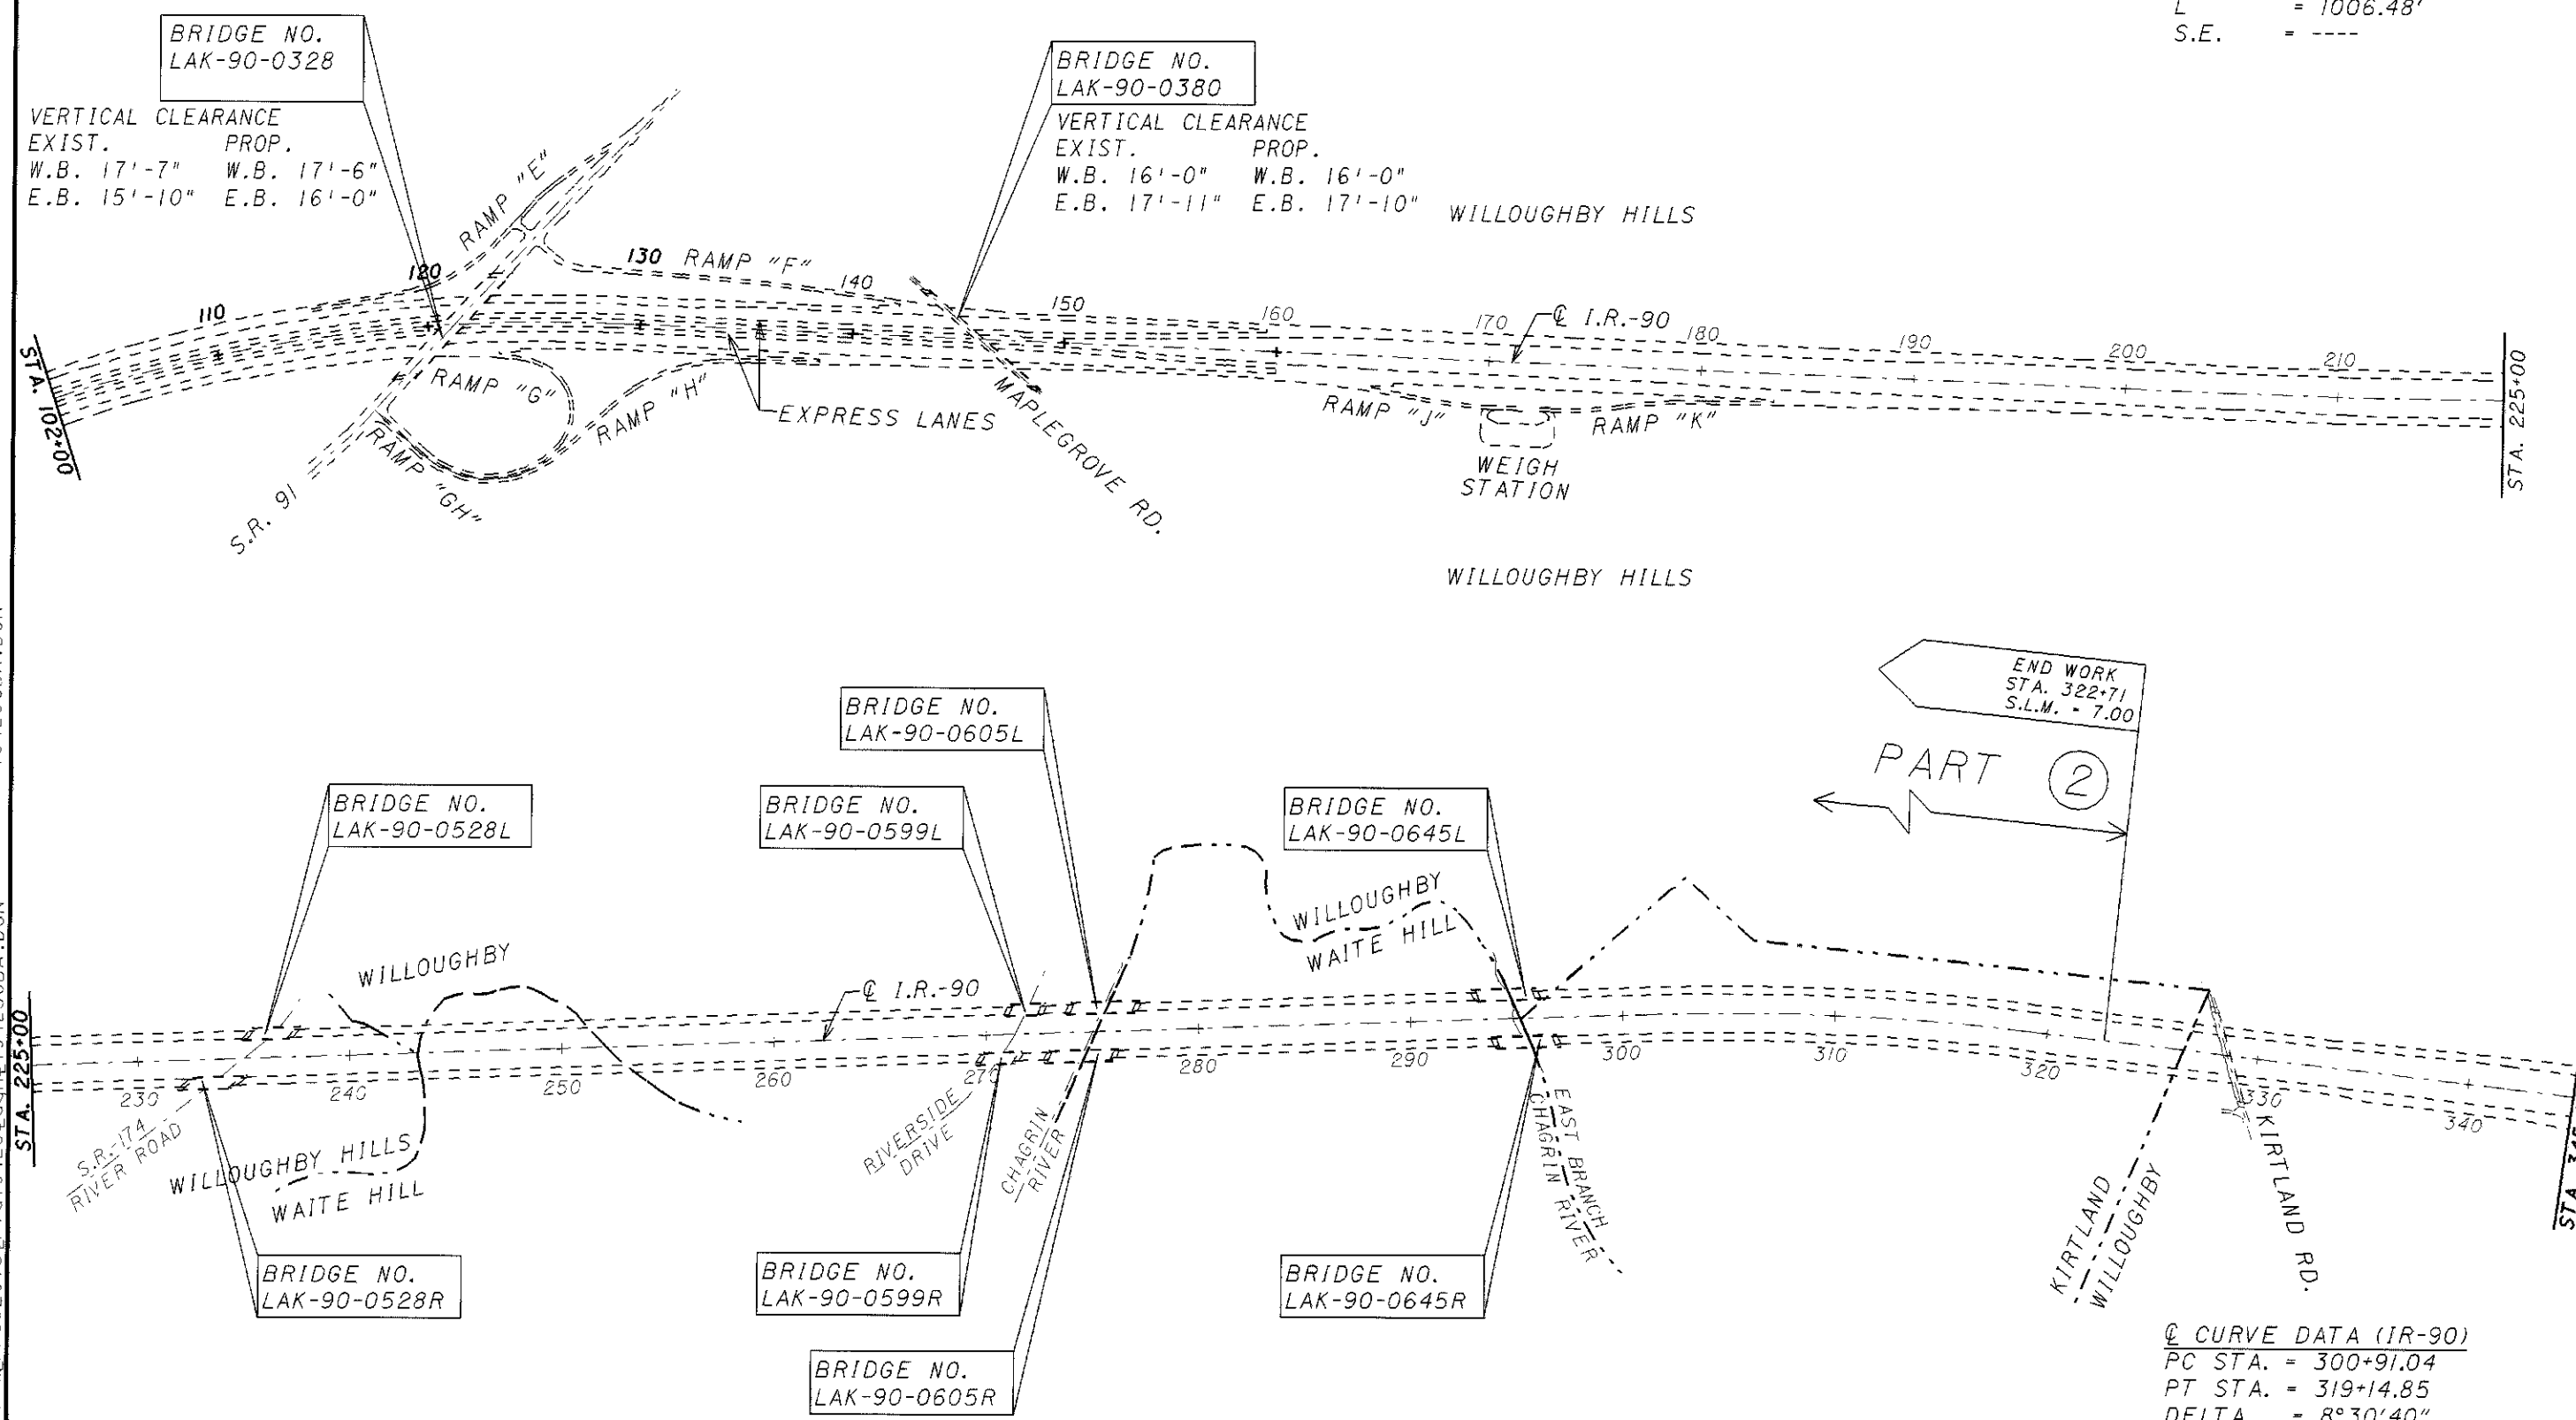 L = 1006.48'
S.E. = ----
BRIDGE NO.
LAK-90-0328
VERTICAL CLEARANCE
EXIST. PROP.
W.B. 17'-7" W.B. 17'-6"
E.B. 15'-10" E.B. 16'-0"
BRIDGE NO.
LAK-90-0380
VERTICAL CLEARANCE
EXIST. PROP.
W.B. 16'-0" W.B. 16'-0"
E.B. 17'-11" E.B. 17'-10"
WILLOUGHBY HILLS
RAMP "E"
RAMP "F"
110
120
130
140
150
160
170
℄ I.R.-90
180
190
200
210
STA. 102+00
STA. 225+00
RAMP "G"
RAMP "H"
RAMP "GH"
S.R. 91
EXPRESS LANES
MAPLEGROVE RD.
RAMP "J"
RAMP "K"
WEIGH
STATION
WILLOUGHBY HILLS
END WORK
STA. 322+71
S.L.M. = 7.00
PART 2
BRIDGE NO.
LAK-90-0605L
BRIDGE NO.
LAK-90-0528L
BRIDGE NO.
LAK-90-0599L
BRIDGE NO.
LAK-90-0645L
WILLOUGHBY
WAITE HILL
WILLOUGHBY
℄ I.R.-90
STA. 225+00
230
240
250
260
270
280
290
300
310
320
330
340
S.R.-174
RIVER ROAD
WILLOUGHBY HILLS
WAITE HILL
RIVERSIDE
DRIVE
CHAGRIN
RIVER
EAST BRANCH
CHAGRIN RIVER
KIRTLAND
WILLOUGHBY
KIRTLAND RD.
BRIDGE NO.
LAK-90-0528R
BRIDGE NO.
LAK-90-0599R
BRIDGE NO.
LAK-90-0645R
BRIDGE NO.
LAK-90-0605R
℄ CURVE DATA (IR-90)
PC STA. = 300+91.04
PT STA. = 319+14.85
DELTA = 8°30'40"